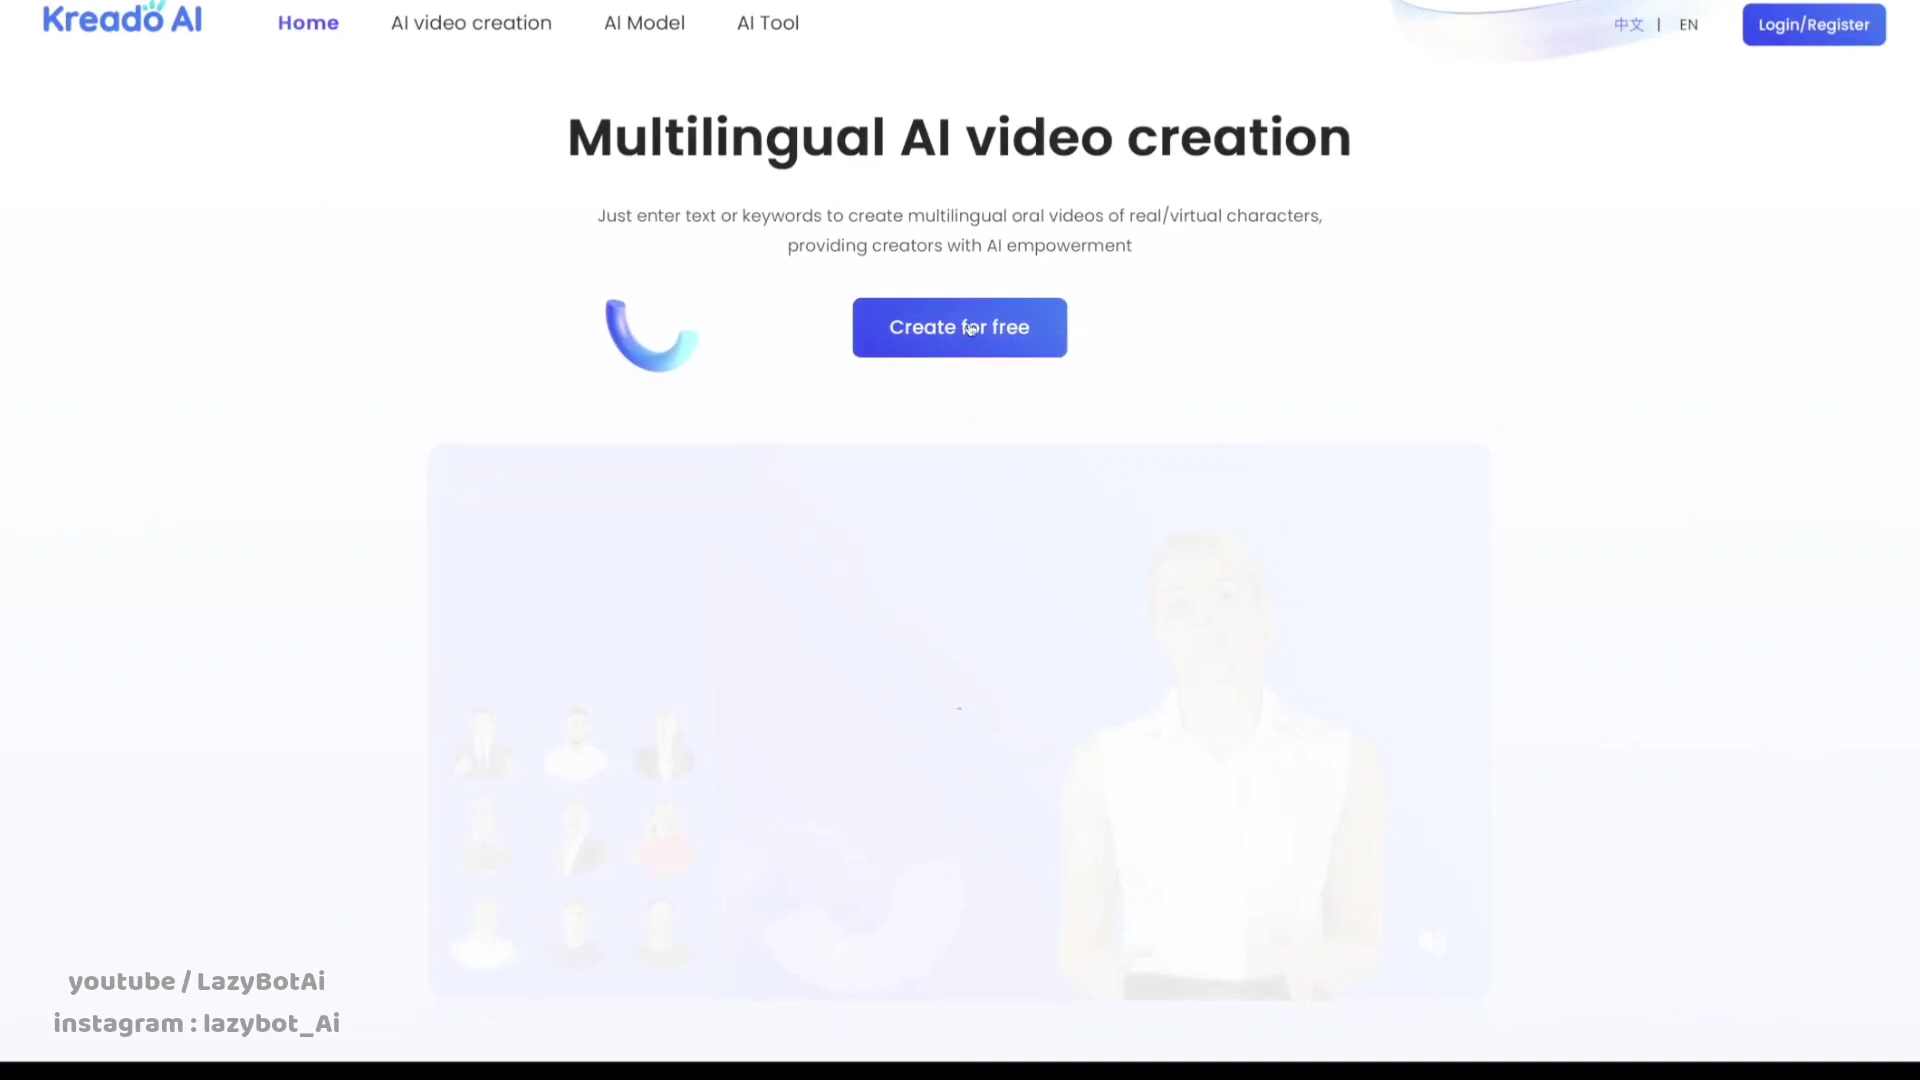 Kreado AI
Home
AI video creation
AI Model
AI Tool
中文 | EN
Login/Register
Multilingual AI video creation
Just enter text or keywords to create multilingual oral videos of real/virtual characters,
providing creators with AI empowerment
Create for free
youtube / LazyBotAi
instagram : lazybot_Ai